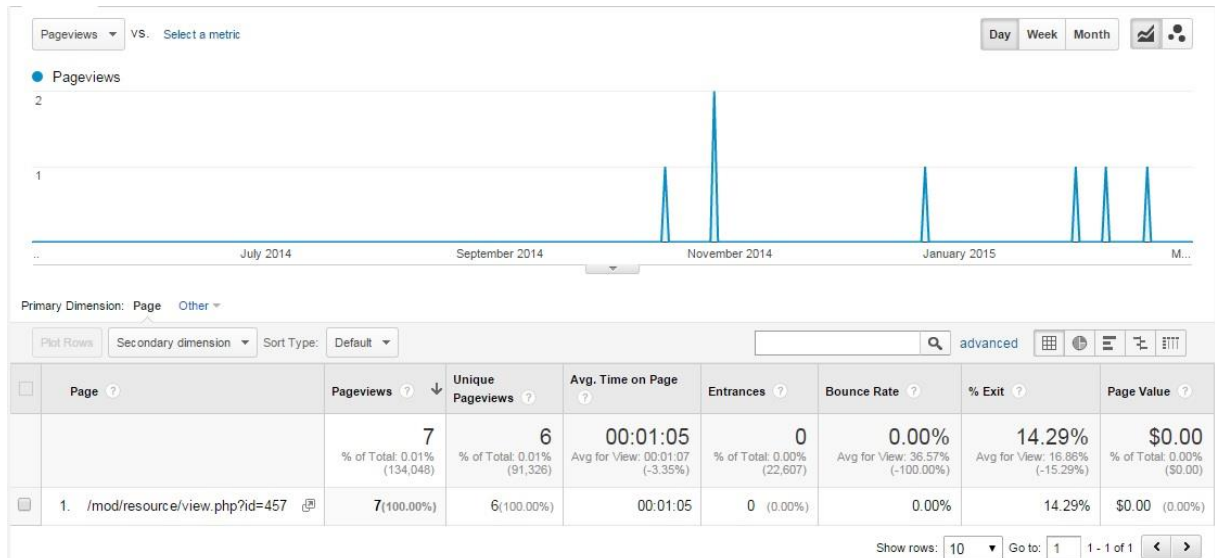 Pageviews VS. Select a metric Day Week Month
Pageviews
2
1
.. July 2014 September 2014 November 2014 January 2015 M...
Primary Dimension: Page Other
Plot Rows Secondary dimension Sort Type: Default advanced
Page ? Pageviews ? Unique Pageviews ? Avg. Time on Page ? Entrances ? Bounce Rate ? % Exit ? Page Value ?
7 6 00:01:05 0 0.00% 14.29% $0.00
% of Total: 0.01% % of Total: 0.01% Avg for View: 00:01:07 % of Total: 0.00% Avg for View: 36.57% Avg for View: 16.86% % of Total: 0.00%
(134,048) (91,326) (-3.35%) (22,607) (-100.00%) (-15.29%) ($0.00)
1. /mod/resource/view.php?id=457 7(100.00%) 6(100.00%) 00:01:05 0 (0.00%) 0.00% 14.29% $0.00 (0.00%)
Show rows: 10 Go to: 1 1 - 1 of 1